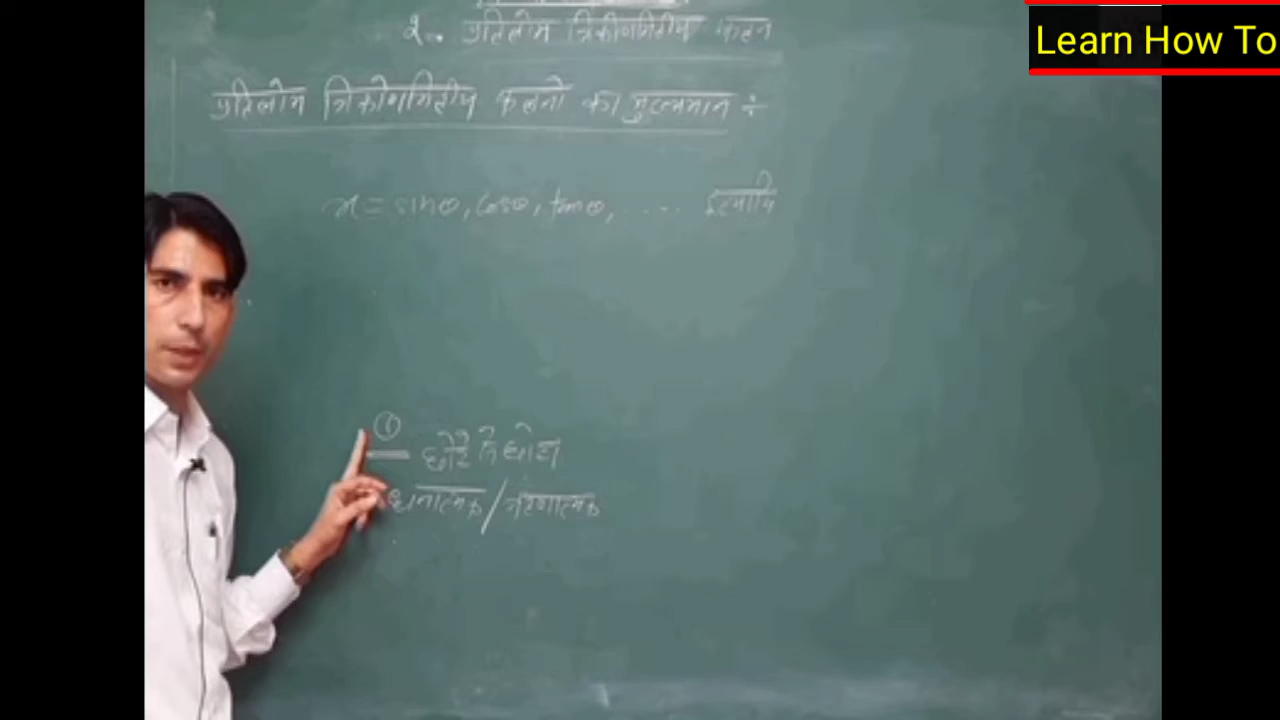 २.. प्रतिलोम त्रिकोणमितीय फलन
Learn How To
प्रतिलोम त्रिकोणमितीय फलनो का मुख्यमान ÷
x = sinθ, cosθ, tanθ, .... इत्यादि
①
छोटे से छोटा
धनात्मक / ऋणात्मक